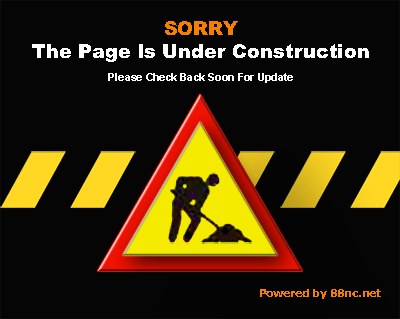 SORRY
The Page Is Under Construction
Please Check Back Soon For Update
Powered by 88nc.net